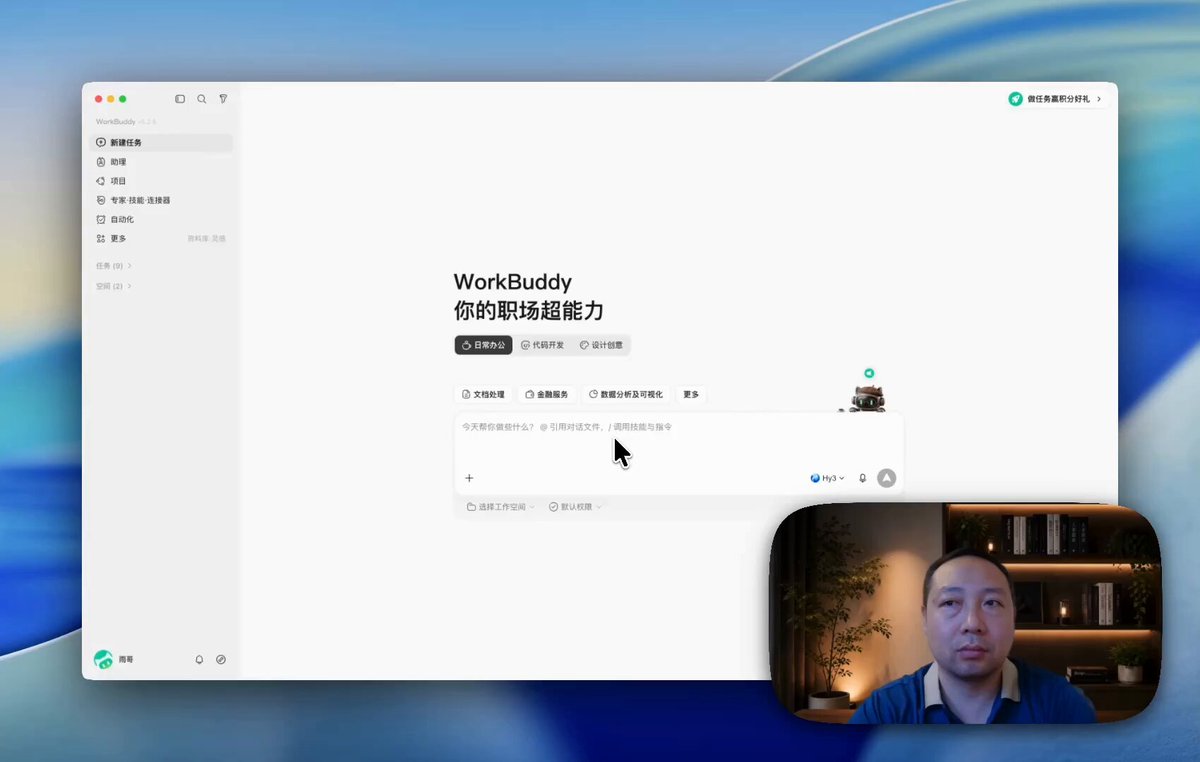 做任务赢积分好礼
WorkBuddy
新建任务
助理
项目
专家·技能·连接器
自动化
更多 资料库 灵感
任务 (9)
空间 (2)
WorkBuddy
你的职场超能力
日常办公 代码开发 设计创意
文档处理 金融服务 数据分析及可视化 更多
今天帮你做些什么？ @ 引用对话文件，/ 调用技能与指令
Hy3
选择工作空间 默认权限
雨哥